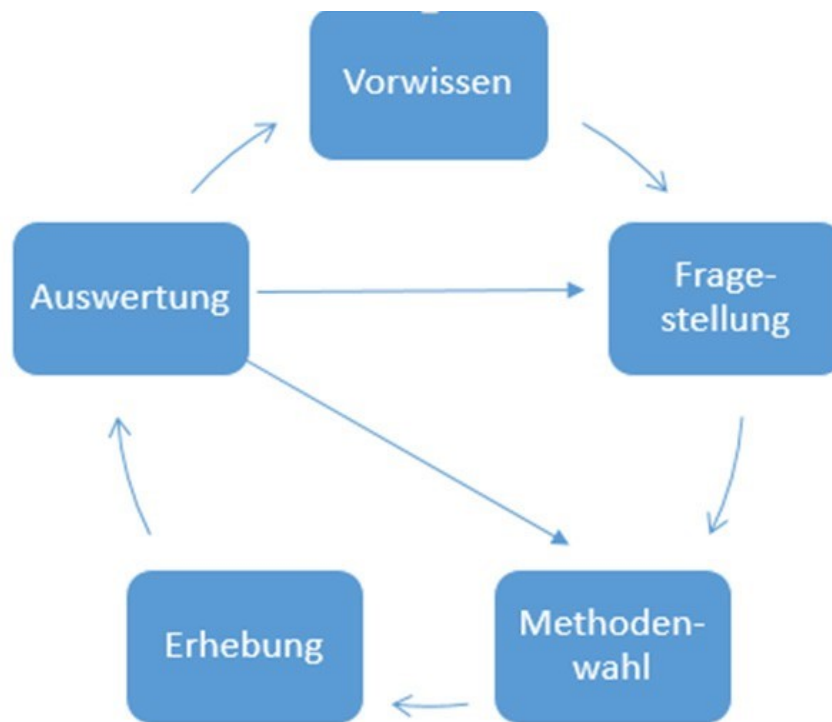 Vorwissen
Auswertung
Frage-
stellung
Erhebung
Methoden-
wahl